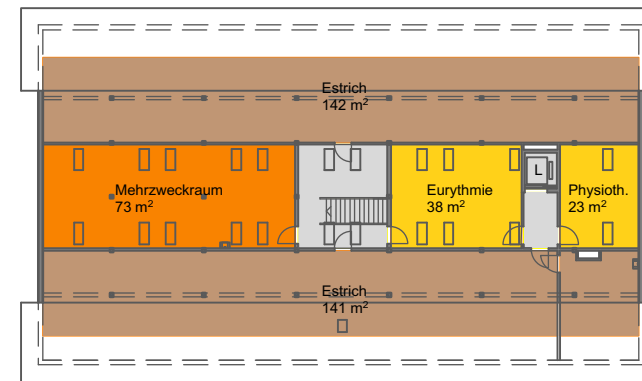 Estrich
142 m²
Mehrzweckraum
73 m²
Eurythmie
38 m²
L
Physioth.
23 m²
Estrich
141 m²